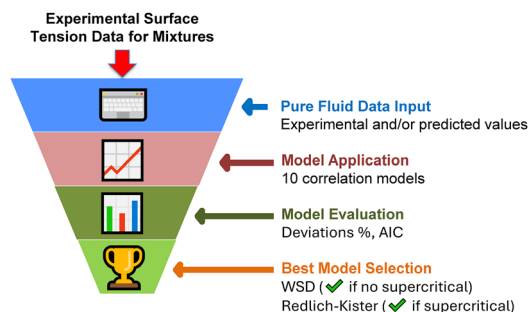 Experimental Surface
Tension Data for Mixtures
Pure Fluid Data Input
Experimental and/or predicted values
Model Application
10 correlation models
Model Evaluation
Deviations %, AIC
Best Model Selection
WSD (✔ if no supercritical)
Redlich-Kister (✔ if supercritical)